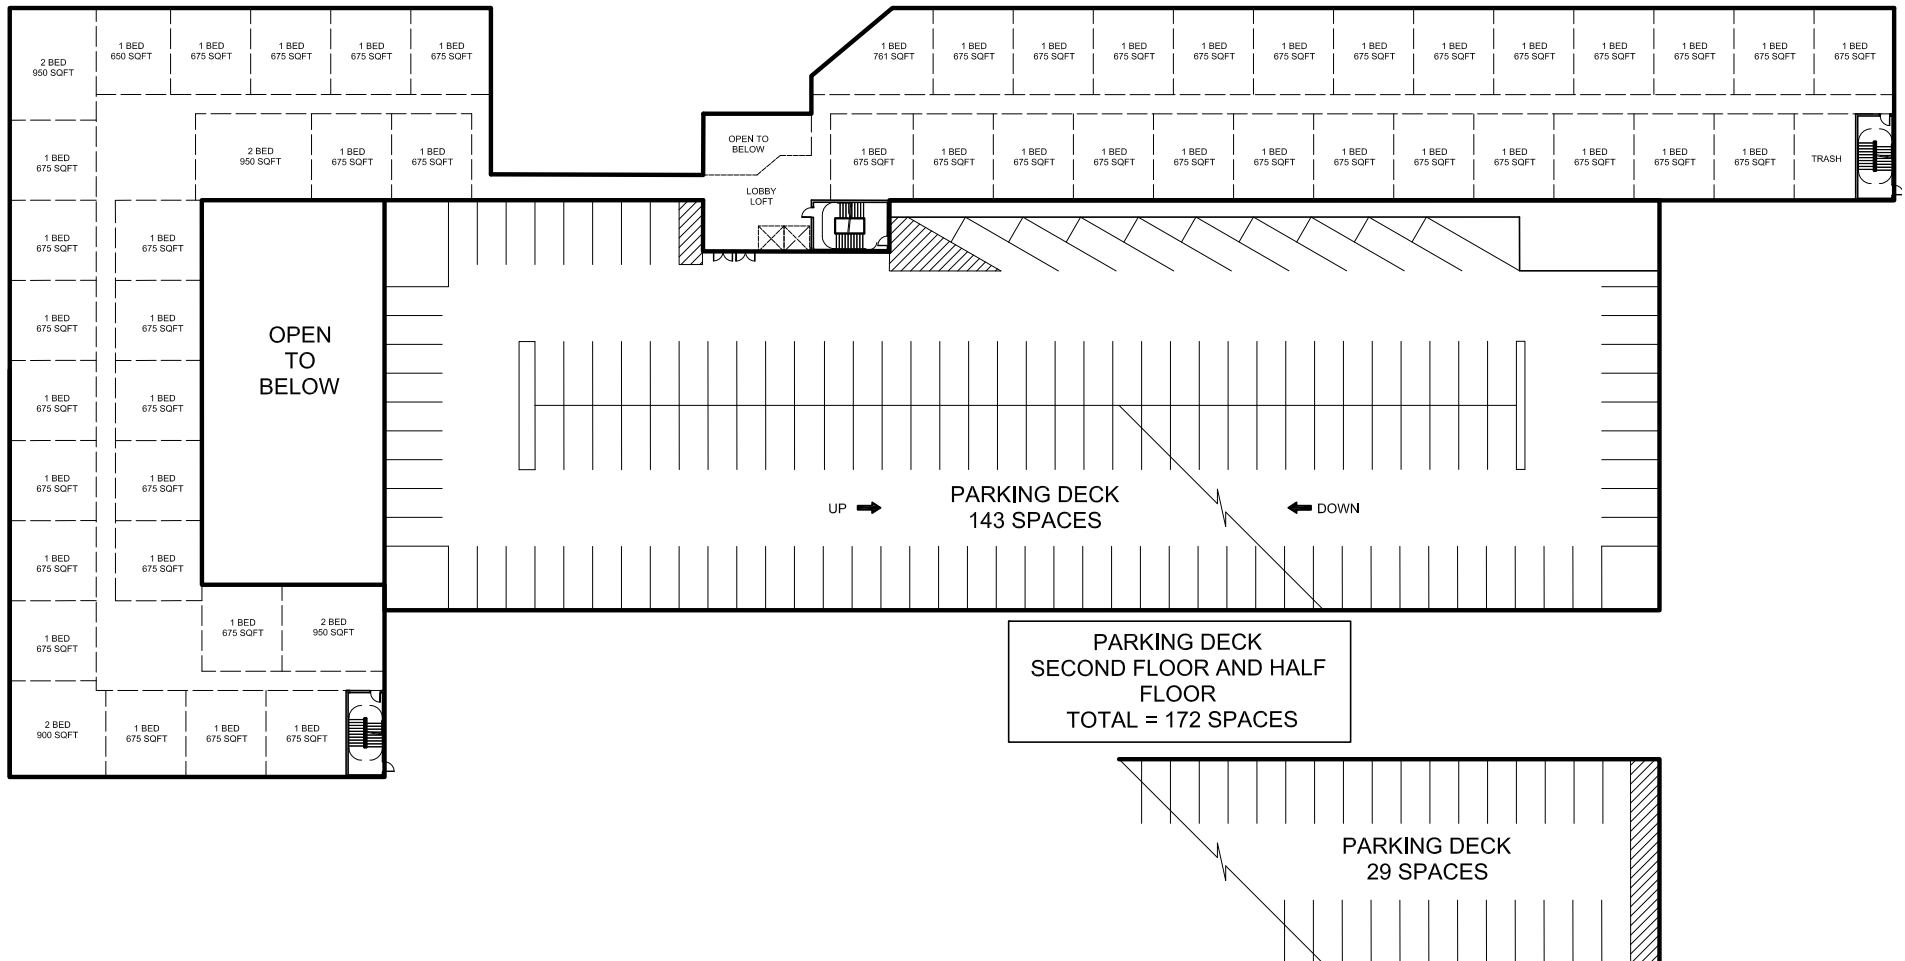 2 BED
950 SQFT
1 BED
650 SQFT
1 BED
675 SQFT
1 BED
675 SQFT
1 BED
675 SQFT
1 BED
675 SQFT
1 BED
761 SQFT
1 BED
675 SQFT
1 BED
675 SQFT
1 BED
675 SQFT
1 BED
675 SQFT
1 BED
675 SQFT
1 BED
675 SQFT
1 BED
675 SQFT
1 BED
675 SQFT
1 BED
675 SQFT
1 BED
675 SQFT
1 BED
675 SQFT
1 BED
675 SQFT
1 BED
675 SQFT
2 BED
950 SQFT
1 BED
675 SQFT
1 BED
675 SQFT
OPEN TO
BELOW
LOBBY
LOFT
1 BED
675 SQFT
1 BED
675 SQFT
1 BED
675 SQFT
1 BED
675 SQFT
1 BED
675 SQFT
1 BED
675 SQFT
1 BED
675 SQFT
1 BED
675 SQFT
1 BED
675 SQFT
1 BED
675 SQFT
1 BED
675 SQFT
1 BED
675 SQFT
TRASH
1 BED
675 SQFT
1 BED
675 SQFT
1 BED
675 SQFT
1 BED
675 SQFT
1 BED
675 SQFT
1 BED
675 SQFT
1 BED
675 SQFT
1 BED
675 SQFT
1 BED
675 SQFT
1 BED
675 SQFT
OPEN
TO
BELOW
UP
PARKING DECK
143 SPACES
DOWN
1 BED
675 SQFT
1 BED
675 SQFT
2 BED
950 SQFT
2 BED
900 SQFT
1 BED
675 SQFT
1 BED
675 SQFT
1 BED
675 SQFT
PARKING DECK
SECOND FLOOR AND HALF
FLOOR
TOTAL = 172 SPACES
PARKING DECK
29 SPACES